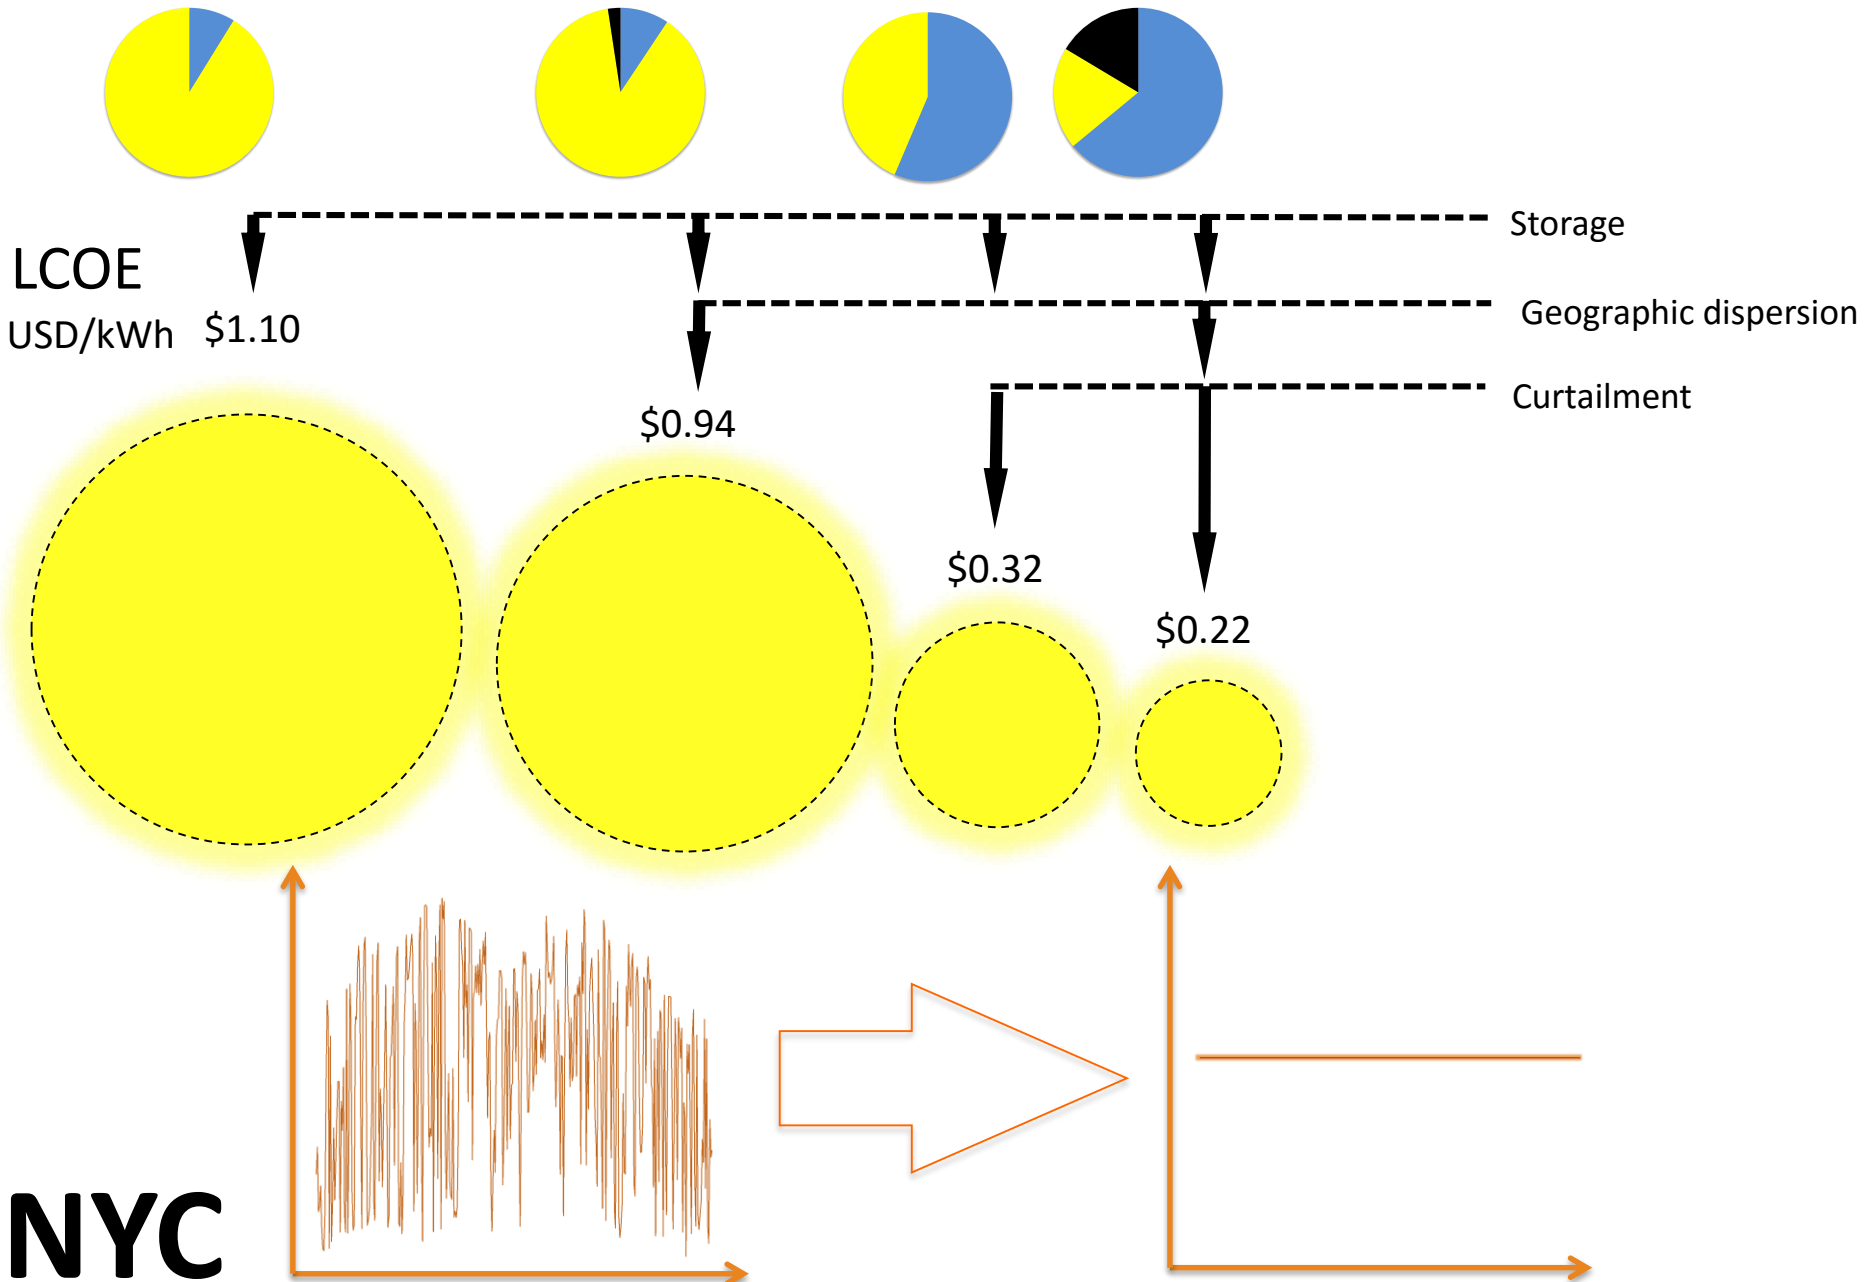 Storage
LCOE
USD/kWh
$1.10
Geographic dispersion
Curtailment
$0.94
$0.32
$0.22
NYC